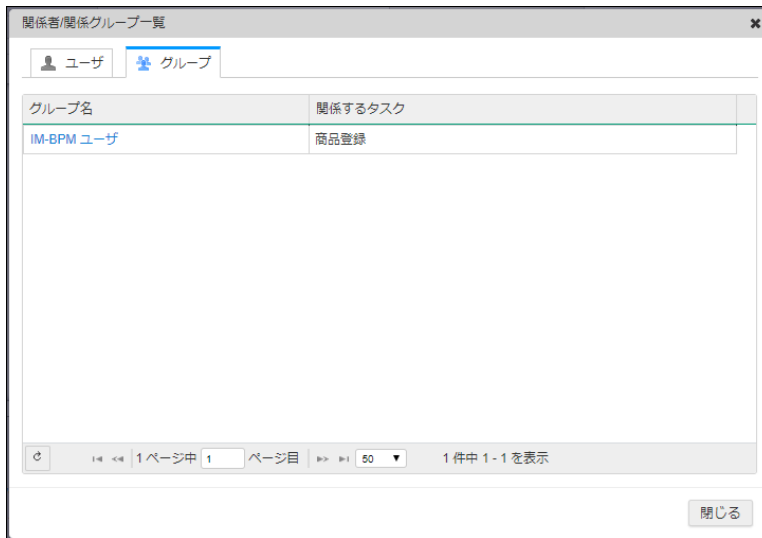 関係者/関係グループ一覧
ユーザ グループ
グループ名 関係するタスク
IM-BPM ユーザ 商品登録
1 ページ中 1 ページ目 50 1 件中 1 - 1 を表示
閉じる